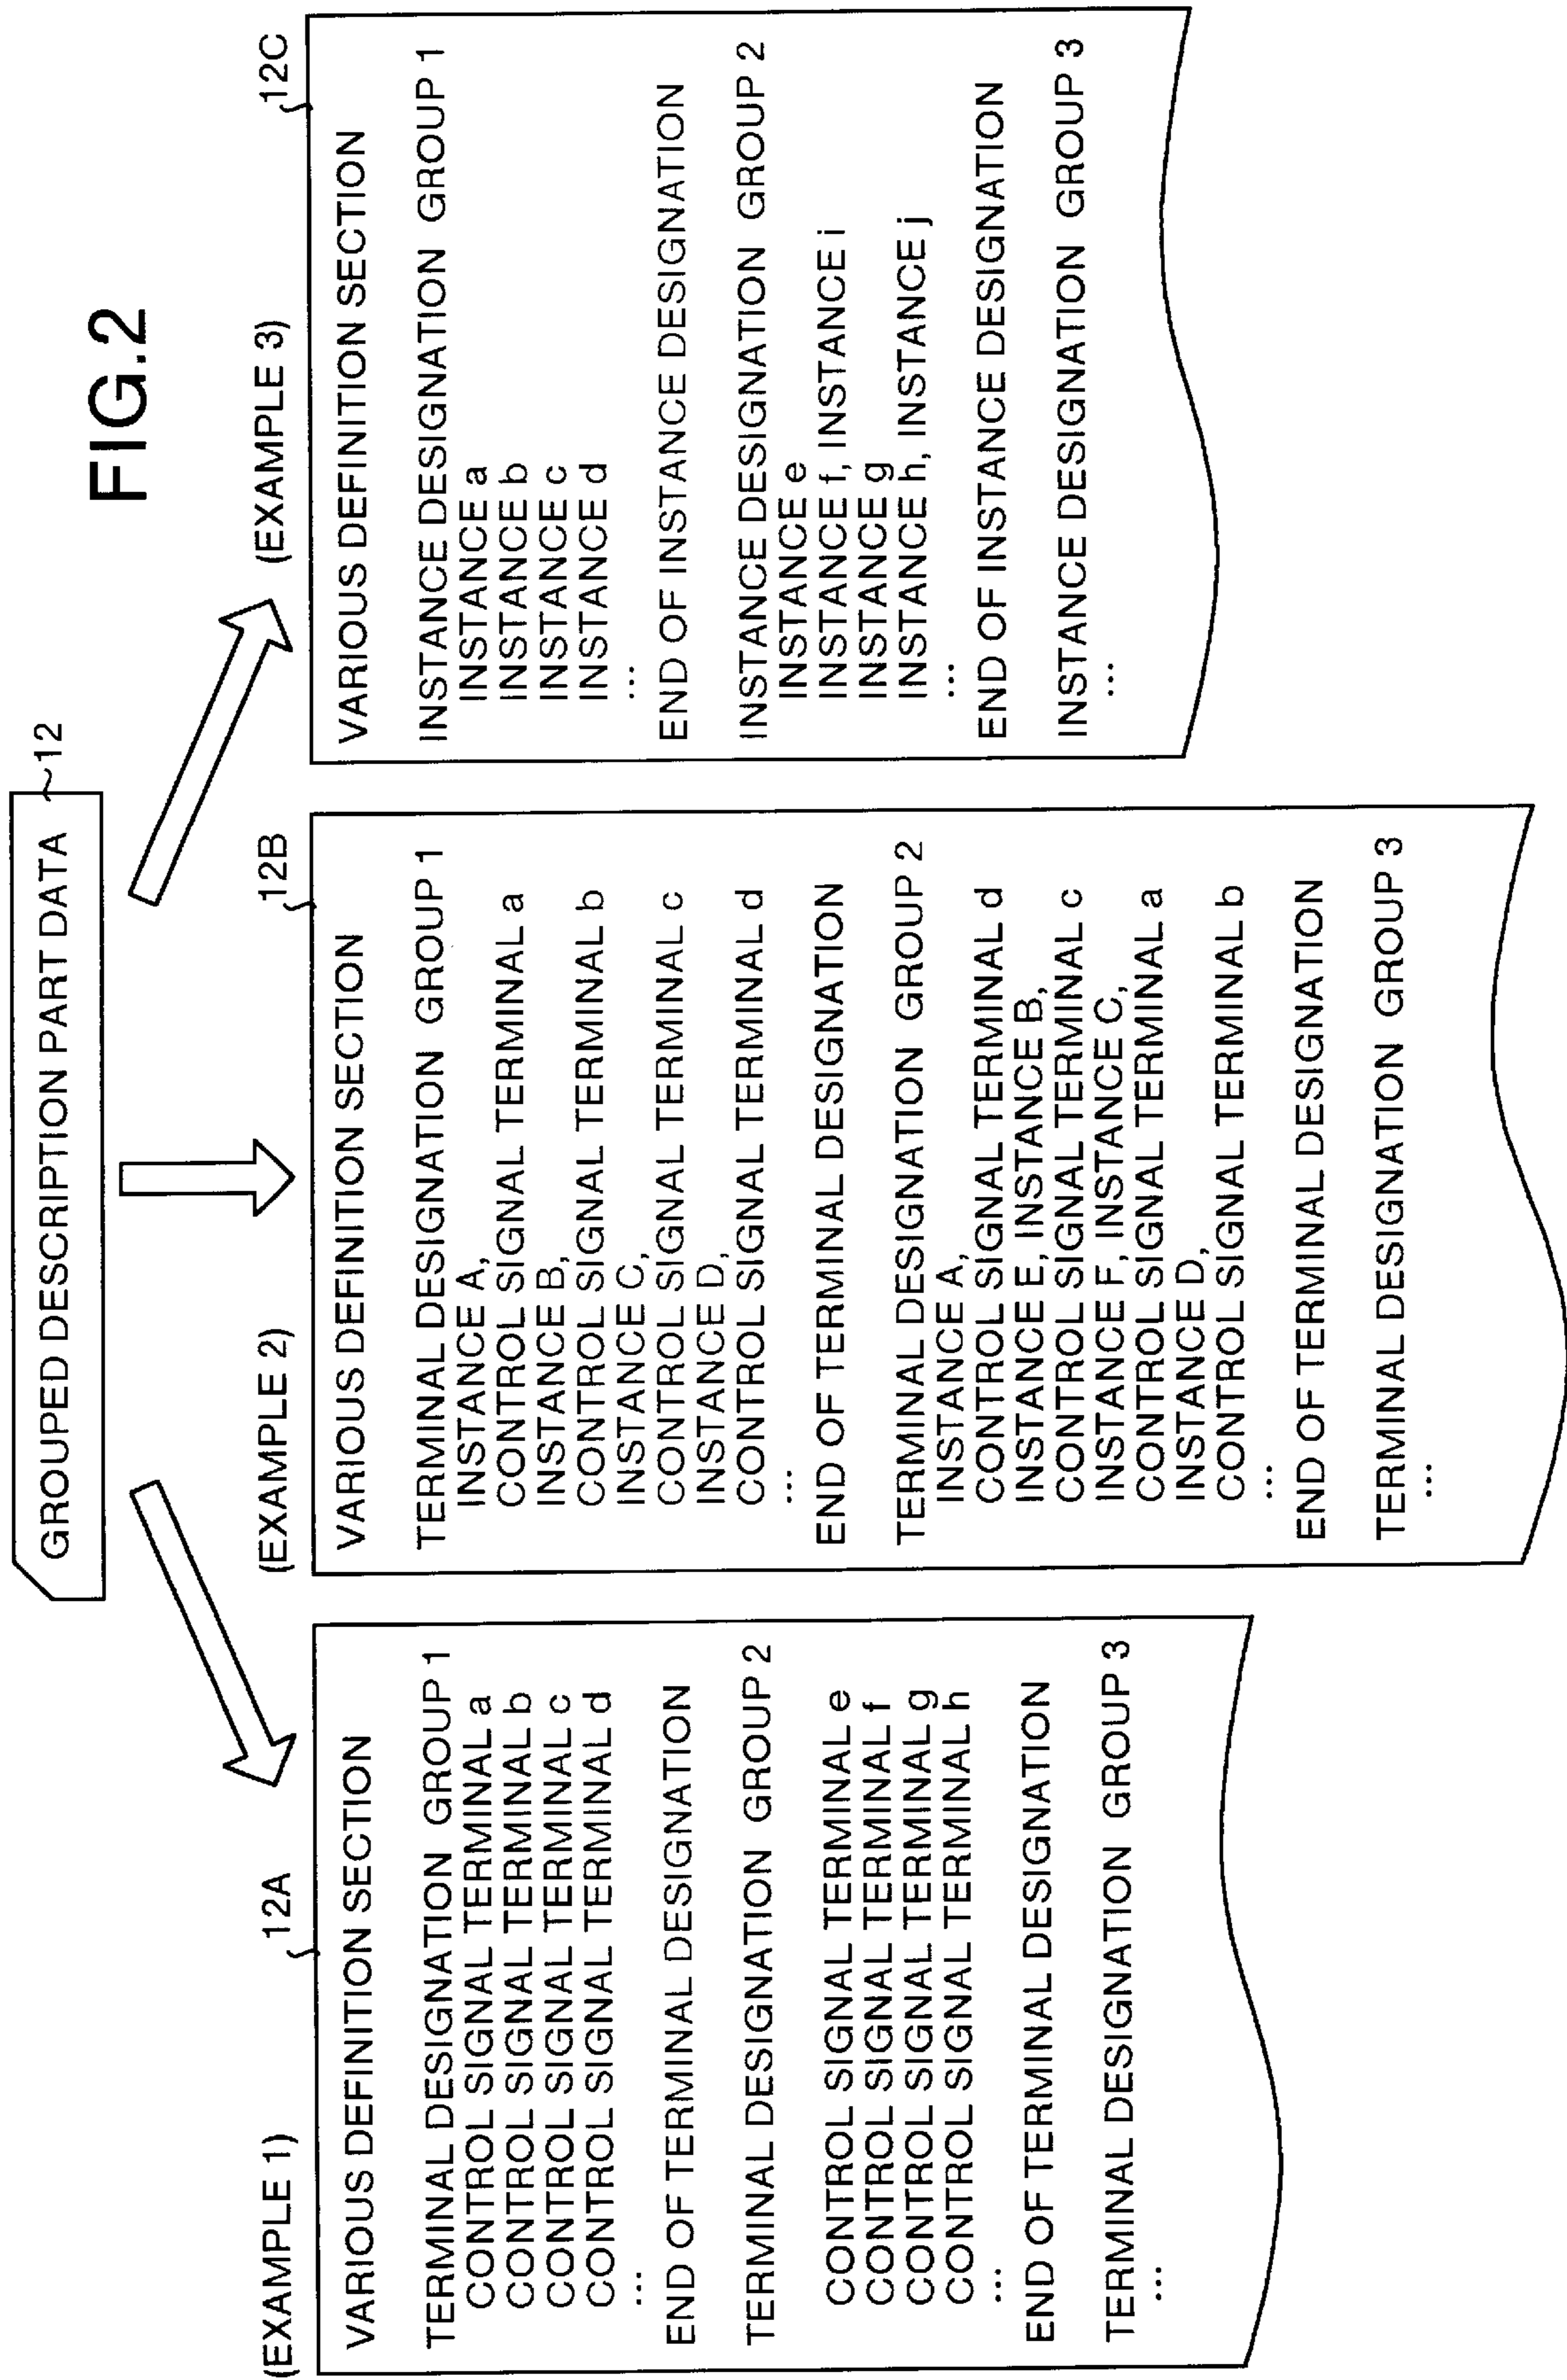 FIG.2
GROUPED DESCRIPTION PART DATA ~12
(EXAMPLE 1)
12A
VARIOUS DEFINITION SECTION
TERMINAL DESIGNATION GROUP 1
CONTROL SIGNAL TERMINAL a
CONTROL SIGNAL TERMINAL b
CONTROL SIGNAL TERMINAL c
CONTROL SIGNAL TERMINAL d
...
END OF TERMINAL DESIGNATION
TERMINAL DESIGNATION GROUP 2
CONTROL SIGNAL TERMINAL e
CONTROL SIGNAL TERMINAL f
CONTROL SIGNAL TERMINAL g
CONTROL SIGNAL TERMINAL h
...
END OF TERMINAL DESIGNATION
TERMINAL DESIGNATION GROUP 3
...
(EXAMPLE 2)
12B
VARIOUS DEFINITION SECTION
TERMINAL DESIGNATION GROUP 1
INSTANCE A,
CONTROL SIGNAL TERMINAL a
INSTANCE B,
CONTROL SIGNAL TERMINAL b
INSTANCE C,
CONTROL SIGNAL TERMINAL c
INSTANCE D,
CONTROL SIGNAL TERMINAL d
...
END OF TERMINAL DESIGNATION
TERMINAL DESIGNATION GROUP 2
INSTANCE A,
CONTROL SIGNAL TERMINAL d
INSTANCE E, INSTANCE B,
CONTROL SIGNAL TERMINAL c
INSTANCE F, INSTANCE C,
CONTROL SIGNAL TERMINAL a
INSTANCE D,
CONTROL SIGNAL TERMINAL b
...
END OF TERMINAL DESIGNATION
TERMINAL DESIGNATION GROUP 3
...
(EXAMPLE 3)
12C
VARIOUS DEFINITION SECTION
INSTANCE DESIGNATION GROUP 1
INSTANCE a
INSTANCE b
INSTANCE c
INSTANCE d
...
END OF INSTANCE DESIGNATION
INSTANCE DESIGNATION GROUP 2
INSTANCE e
INSTANCE f, INSTANCE i
INSTANCE g
INSTANCE h, INSTANCE j
...
END OF INSTANCE DESIGNATION
INSTANCE DESIGNATION GROUP 3
...